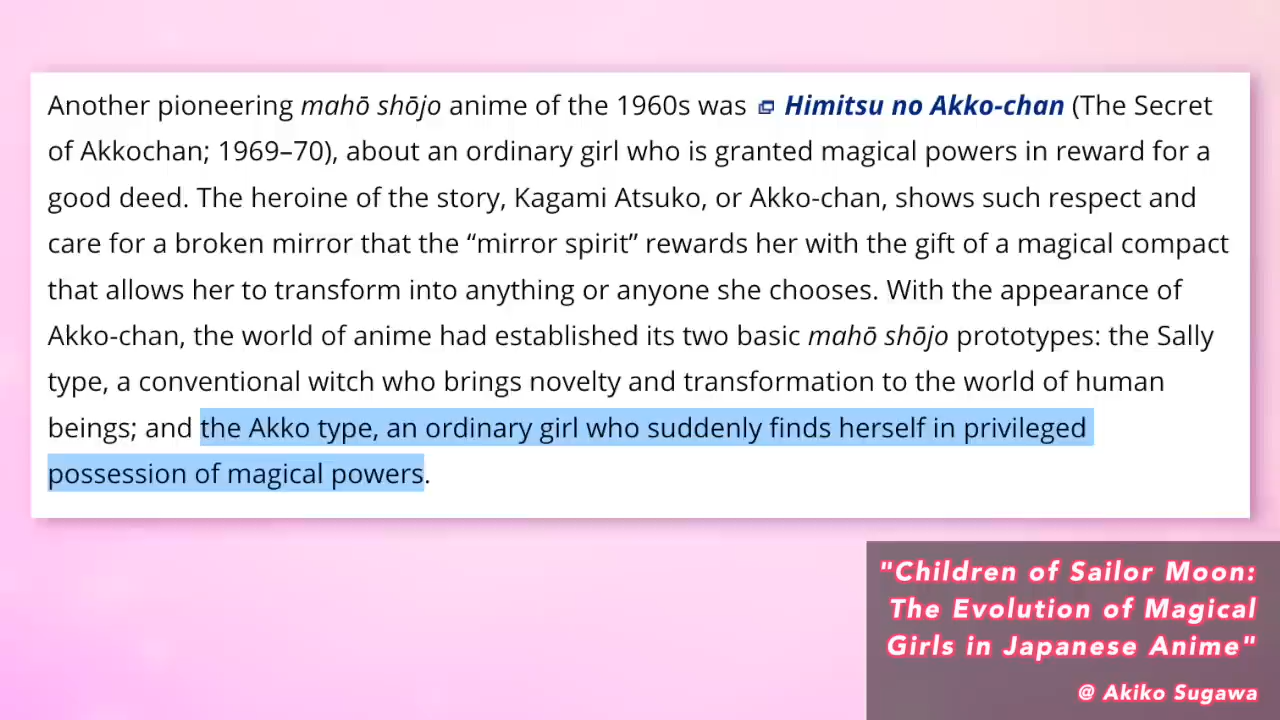 Another pioneering mahō shōjo anime of the 1960s was Himitsu no Akko-chan (The Secret
of Akkochan; 1969–70), about an ordinary girl who is granted magical powers in reward for a
good deed. The heroine of the story, Kagami Atsuko, or Akko-chan, shows such respect and
care for a broken mirror that the “mirror spirit” rewards her with the gift of a magical compact
that allows her to transform into anything or anyone she chooses. With the appearance of
Akko-chan, the world of anime had established its two basic mahō shōjo prototypes: the Sally
type, a conventional witch who brings novelty and transformation to the world of human
beings; and the Akko type, an ordinary girl who suddenly finds herself in privileged
possession of magical powers.
"Children of Sailor Moon:
The Evolution of Magical
Girls in Japanese Anime"
@ Akiko Sugawa